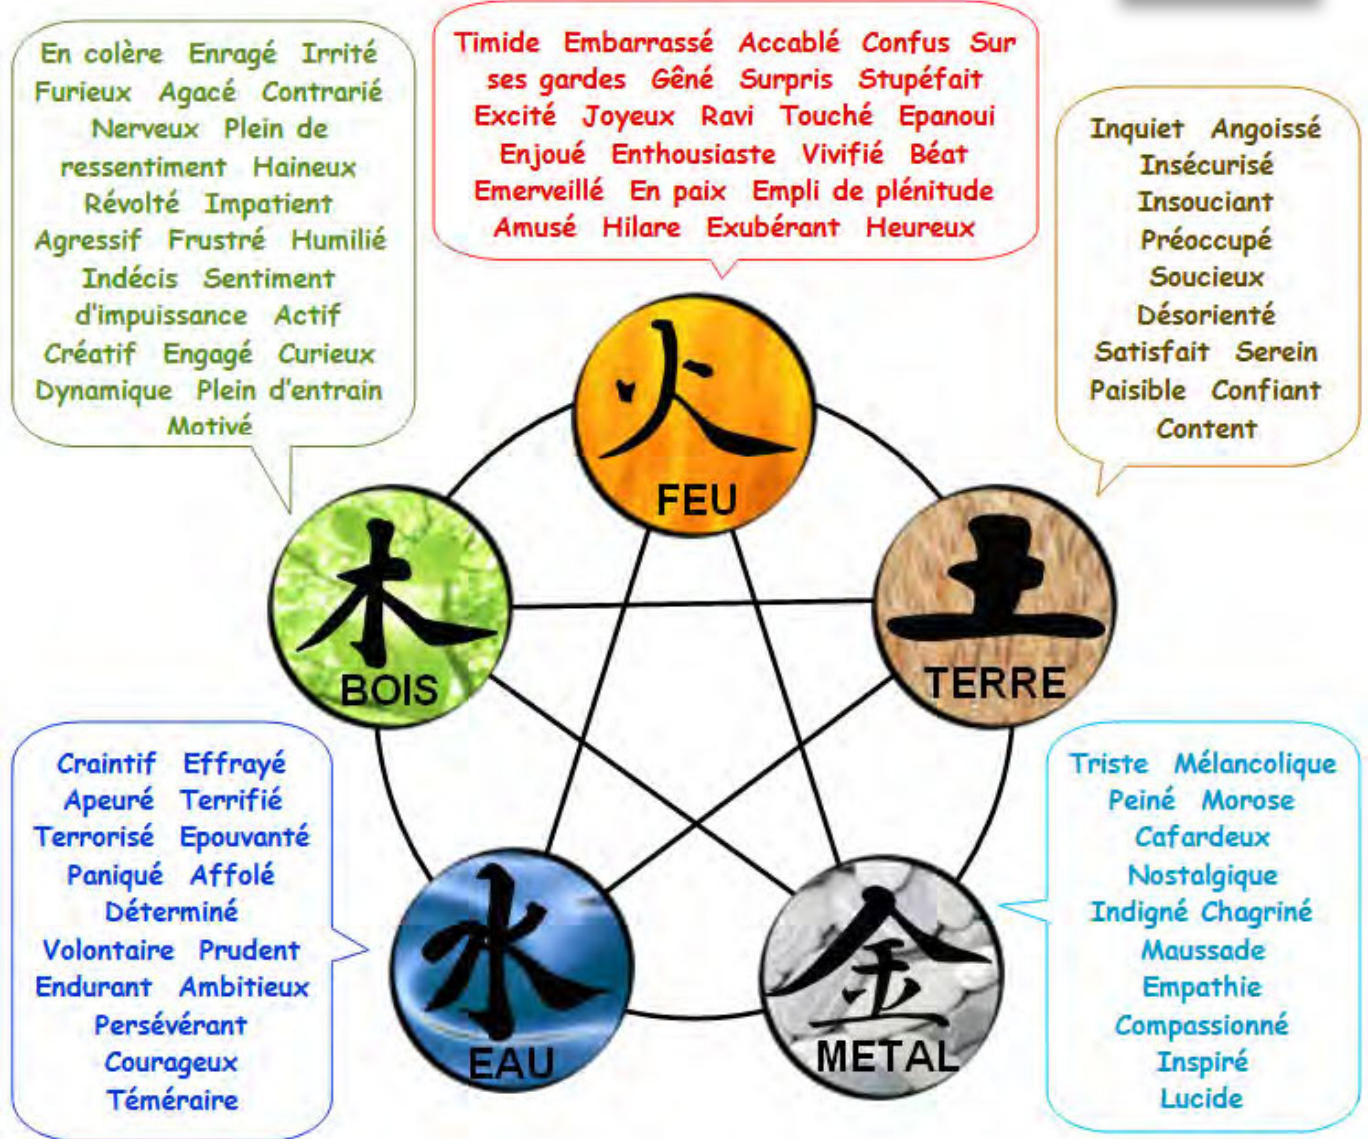 En colère Enragé Irrité
Furieux Agacé Contrarié
Nerveux Plein de
ressentiment Haineux
Révolté Impatient
Agressif Frustré Humilié
Indécis Sentiment
d'impuissance Actif
Créatif Engagé Curieux
Dynamique Plein d'entrain
Motivé
Timide Embarrassé Accablé Confus Sur
ses gardes Gêné Surpris Stupéfait
Excité Joyeux Ravi Touché Epanoui
Enjoué Enthousiaste Vivifié Béat
Emerveillé En paix Empli de plénitude
Amusé Hilare Exubérant Heureux
Inquiet Angoissé
Insécurisé
Insouciant
Préoccupé
Soucieux
Désorienté
Satisfait Serein
Paisible Confiant
Content
火
FEU
木
BOIS
土
TERRE
Craintif Effrayé
Apeuré Terrifié
Terrorisé Epouvanté
Paniqué Affolé
Déterminé
Volontaire Prudent
Endurant Ambitieux
Persévérant
Courageux
Téméraire
水
EAU
金
METAL
Triste Mélancolique
Peiné Morose
Cafardeux
Nostalgique
Indigné Chagriné
Maussade
Empathie
Compassionné
Inspiré
Lucide